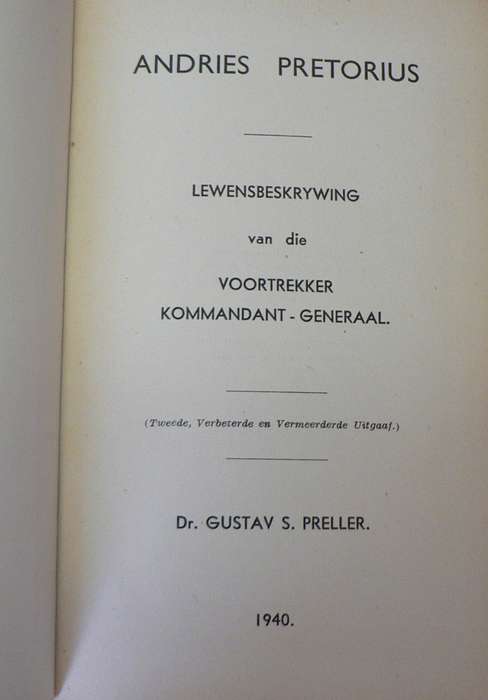 ANDRIES PRETORIUS
LEWENSBESKRYWING
van die
VOORTREKKER
KOMMANDANT - GENERAAL.
(Tweede, Verbeterde en Vermeerderde Uitgaaf.)
Dr. GUSTAV S. PRELLER.
1940.